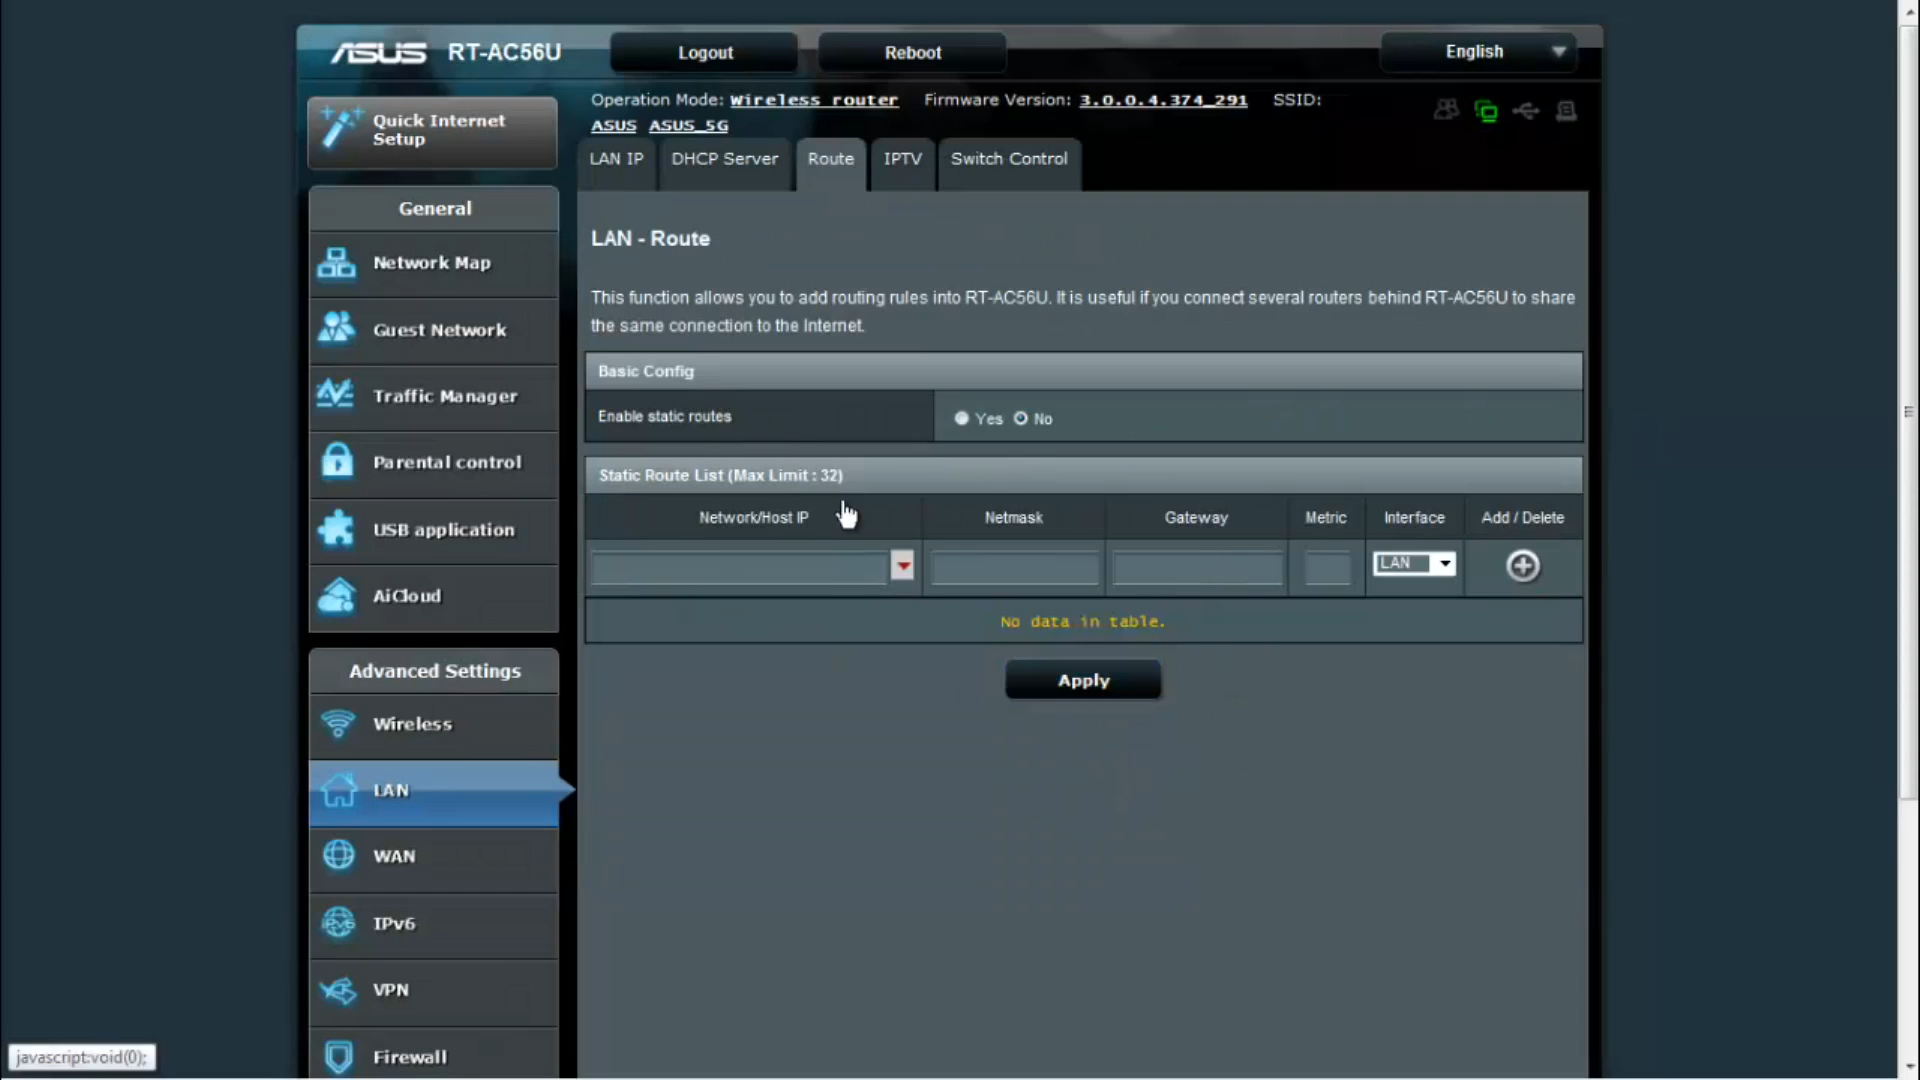 ASUS RT-AC56U Logout Reboot English
Quick Internet
Setup
Operation Mode: Wireless router Firmware Version: 3.0.0.4.374_291 SSID:
ASUS ASUS_5G
LAN IP DHCP Server Route IPTV Switch Control
General
Network Map
Guest Network
Traffic Manager
Parental control
USB application
AiCloud
Advanced Settings
Wireless
LAN
WAN
IPv6
VPN
Firewall
LAN - Route
This function allows you to add routing rules into RT-AC56U. It is useful if you connect several routers behind RT-AC56U to share
the same connection to the Internet.
Basic Config
Enable static routes Yes No
Static Route List (Max Limit : 32)
Network/Host IP Netmask Gateway Metric Interface Add / Delete
LAN
No data in table.
Apply
javascript:void(0);